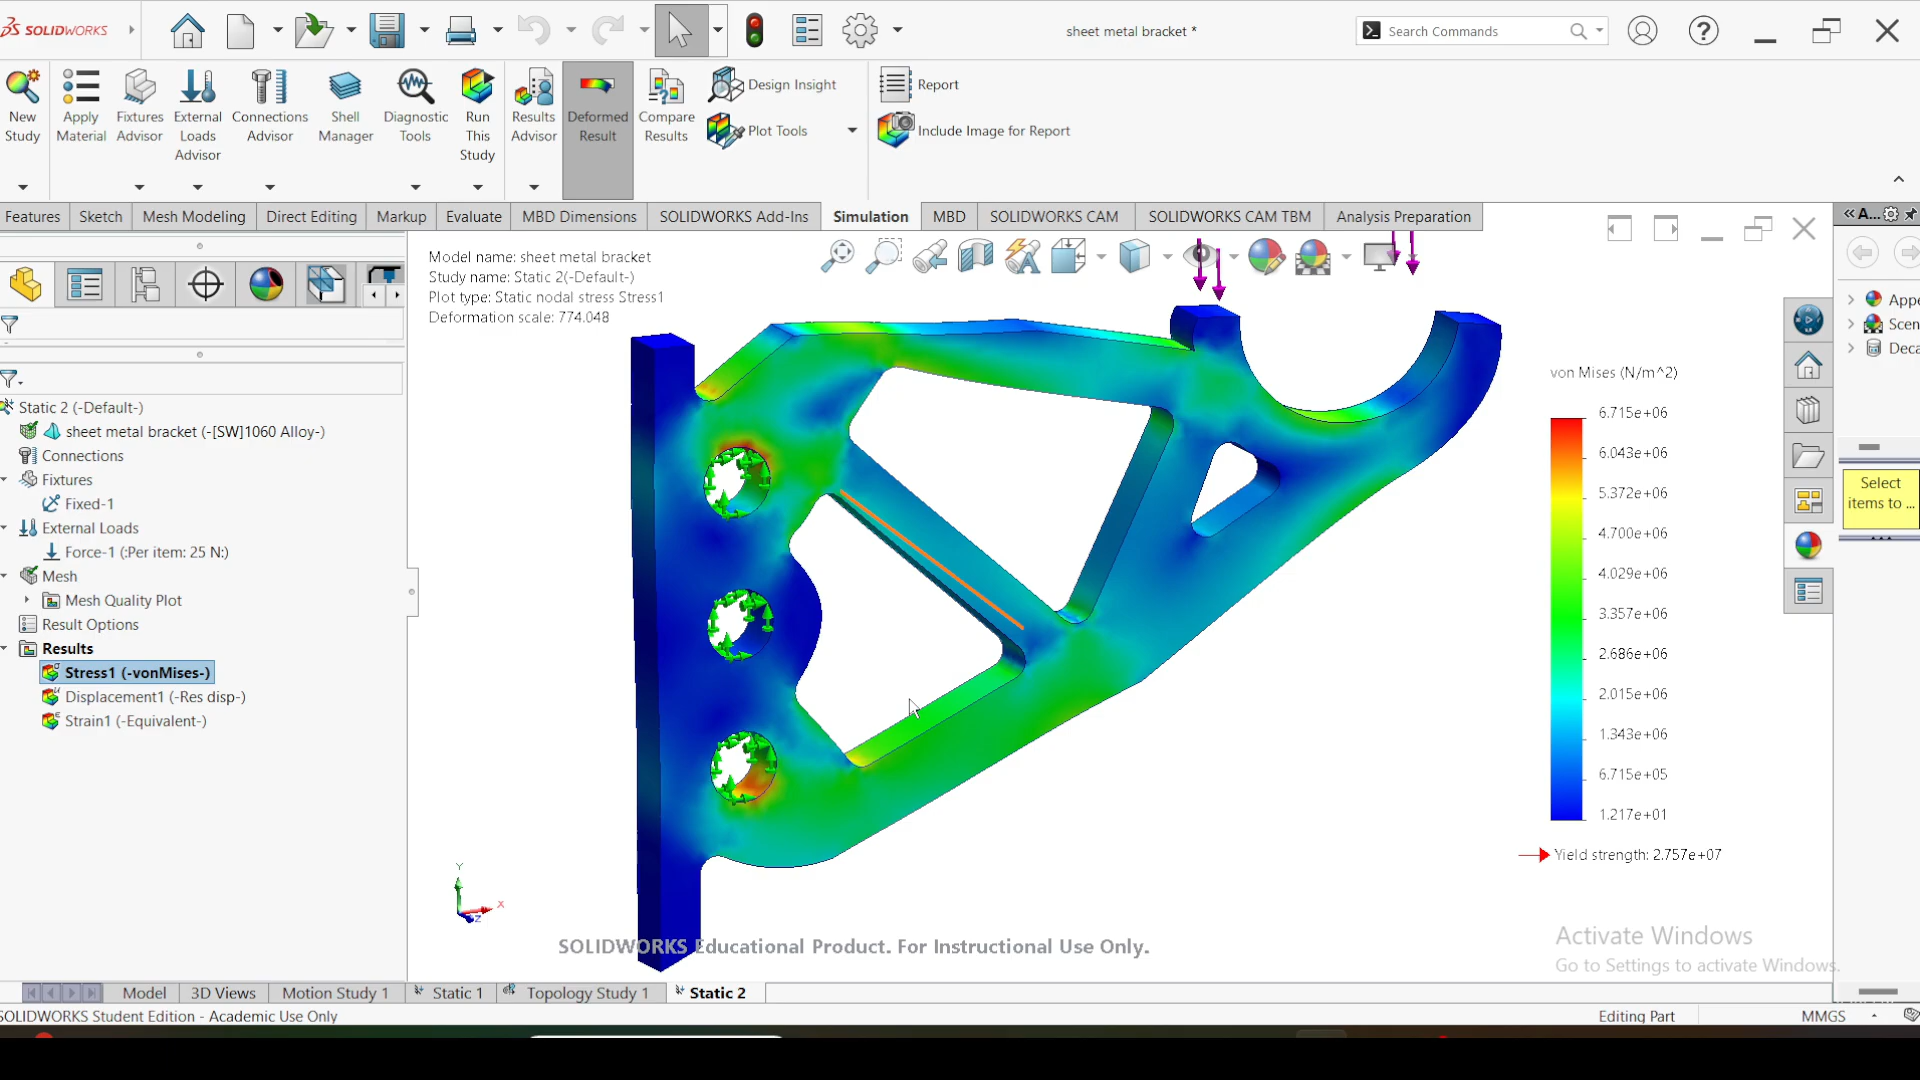 SOLIDWORKS
sheet metal bracket *
Search Commands
New Study
Apply Material
Fixtures Advisor
External Loads Advisor
Connections Advisor
Shell Manager
Diagnostic Tools
Run This Study
Results Advisor
Deformed Result
Compare Results
Design Insight
Plot Tools
Report
Include Image for Report
Features
Sketch
Mesh Modeling
Direct Editing
Markup
Evaluate
MBD Dimensions
SOLIDWORKS Add-Ins
Simulation
MBD
SOLIDWORKS CAM
SOLIDWORKS CAM TBM
Analysis Preparation
A...
Model name: sheet metal bracket
Study name: Static 2(-Default-)
Plot type: Static nodal stress Stress1
Deformation scale: 774.048
Appe
Scen
Deca
Static 2 (-Default-)
sheet metal bracket (-[SW]1060 Alloy-)
Connections
Fixtures
Fixed-1
External Loads
Force-1 (:Per item: 25 N:)
Mesh
Mesh Quality Plot
Result Options
Results
Stress1 (-vonMises-)
Displacement1 (-Res disp-)
Strain1 (-Equivalent-)
von Mises (N/m^2)
6.715e+06
6.043e+06
5.372e+06
4.700e+06
4.029e+06
3.357e+06
2.686e+06
2.015e+06
1.343e+06
6.715e+05
1.217e+01
Yield strength: 2.757e+07
Select
items to ...
Y
X
Z
SOLIDWORKS Educational Product. For Instructional Use Only.
Activate Windows
Go to Settings to activate Windows.
Model
3D Views
Motion Study 1
Static 1
Topology Study 1
Static 2
SOLIDWORKS Student Edition - Academic Use Only
Editing Part
MMGS